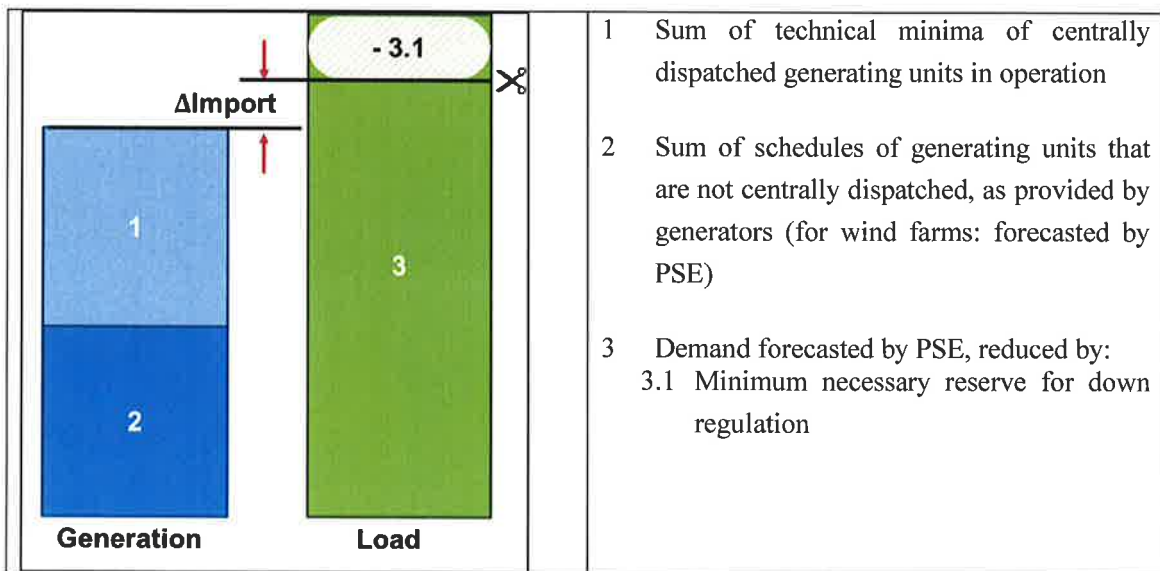 - 3.1
ΔImport
1
2
3
Generation
Load
1 Sum of technical minima of centrally
dispatched generating units in operation
2 Sum of schedules of generating units that
are not centrally dispatched, as provided by
generators (for wind farms: forecasted by
PSE)
3 Demand forecasted by PSE, reduced by:
3.1 Minimum necessary reserve for down
regulation